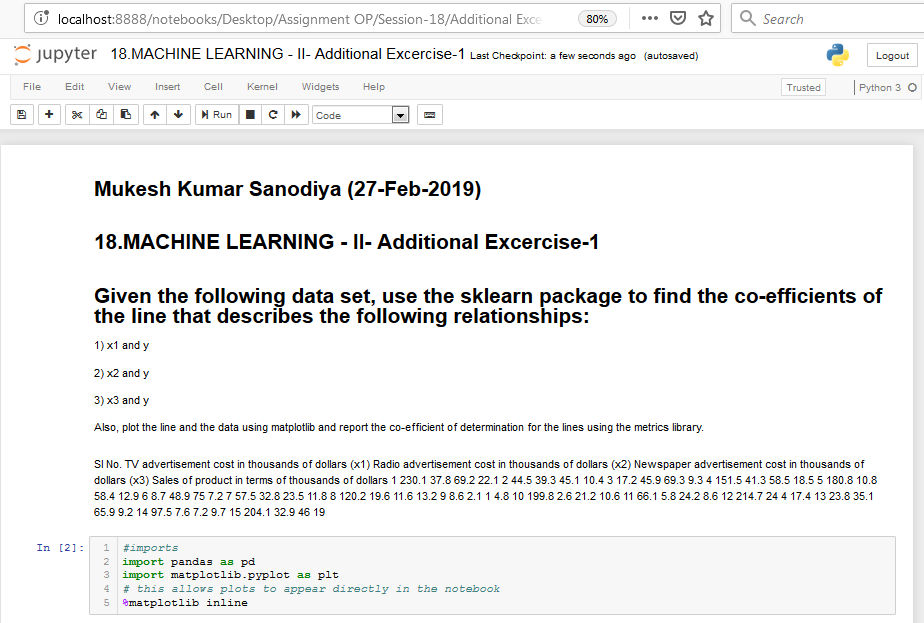 localhost:8888/notebooks/Desktop/Assignment OP/Session-18/Additional Exce
80%
Search
jupyter 18.MACHINE LEARNING - II- Additional Excercise-1 Last Checkpoint: a few seconds ago (autosaved)
Logout
File Edit View Insert Cell Kernel Widgets Help
Trusted
Python 3
Run
Code
Mukesh Kumar Sanodiya (27-Feb-2019)
18.MACHINE LEARNING - II- Additional Excercise-1
Given the following data set, use the sklearn package to find the co-efficients of
the line that describes the following relationships:
1) x1 and y
2) x2 and y
3) x3 and y
Also, plot the line and the data using matplotlib and report the co-efficient of determination for the lines using the metrics library.
SI No. TV advertisement cost in thousands of dollars (x1) Radio advertisement cost in thousands of dollars (x2) Newspaper advertisement cost in thousands of
dollars (x3) Sales of product in terms of thousands of dollars 1 230.1 37.8 69.2 22.1 2 44.5 39.3 45.1 10.4 3 17.2 45.9 69.3 9.3 4 151.5 41.3 58.5 18.5 5 180.8 10.8
58.4 12.9 6 8.7 48.9 75 7.2 7 57.5 32.8 23.5 11.8 8 120.2 19.6 11.6 13.2 9 8.6 2.1 1 4.8 10 199.8 2.6 21.2 10.6 11 66.1 5.8 24.2 8.6 12 214.7 24 4 17.4 13 23.8 35.1
65.9 9.2 14 97.5 7.6 7.2 9.7 15 204.1 32.9 46 19
In [2]:
1 #imports
2 import pandas as pd
3 import matplotlib.pyplot as plt
4 # this allows plots to appear directly in the notebook
5 %matplotlib inline